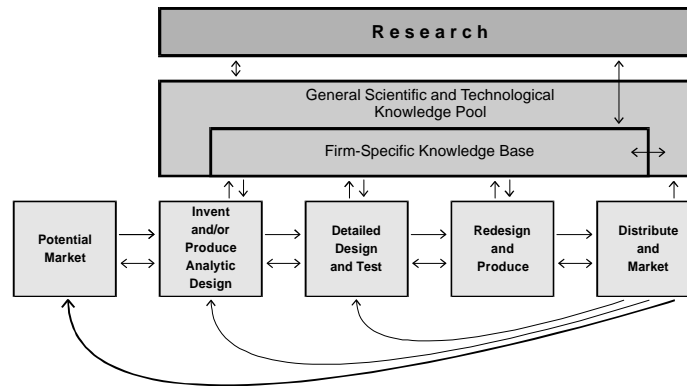 Research
General Scientific and Technological
Knowledge Pool
Firm-Specific Knowledge Base
Potential
Market
Invent
and/or
Produce
Analytic
Design
Detailed
Design
and Test
Redesign
and
Produce
Distribute
and
Market